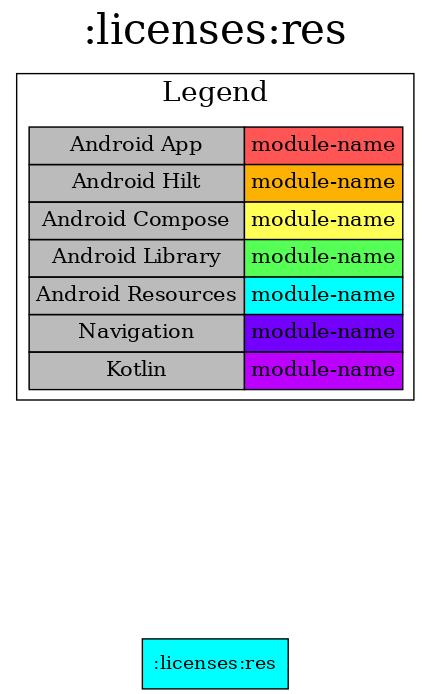 :licenses:res
Legend
Android App module-name
Android Hilt module-name
Android Compose module-name
Android Library module-name
Android Resources module-name
Navigation module-name
Kotlin module-name
:licenses:res